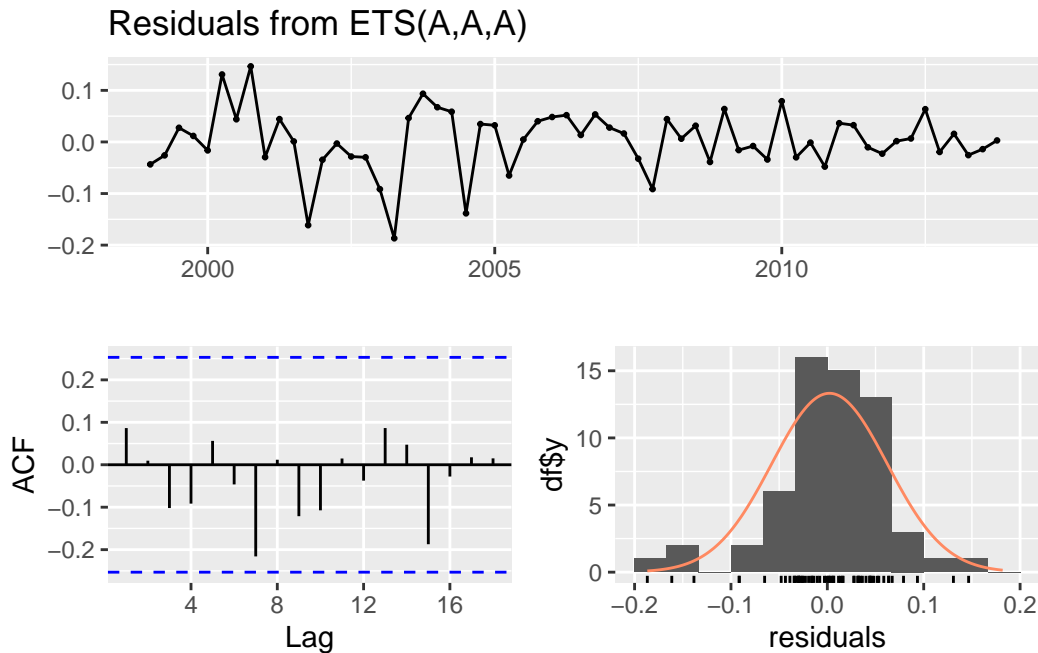 Residuals from ETS(A,A,A)
0.1
0.0
−0.1
−0.2
2000 2005 2010
ACF
0.2
0.1
0.0
−0.1
−0.2
4 8 12 16
Lag
df$y
15
10
5
0
−0.2 −0.1 0.0 0.1 0.2
residuals